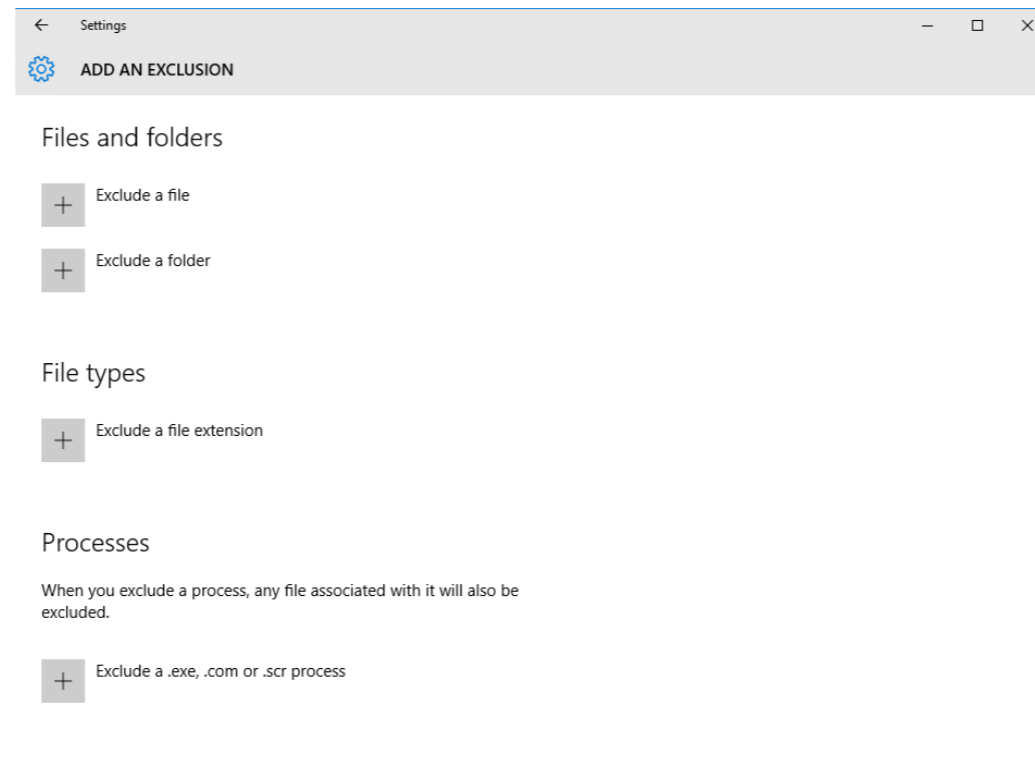 Settings
ADD AN EXCLUSION
Files and folders
Exclude a file
Exclude a folder
File types
Exclude a file extension
Processes
When you exclude a process, any file associated with it will also be
excluded.
Exclude a .exe, .com or .scr process